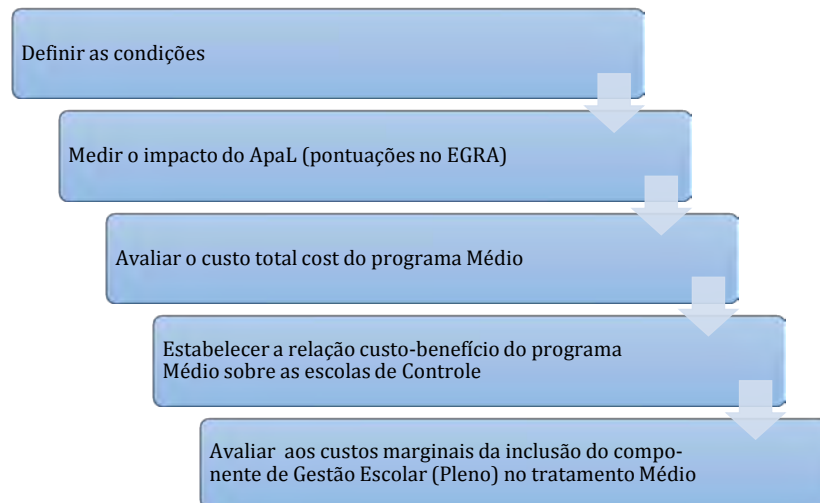 Definir as condições
Medir o impacto do ApaL (pontuações no EGRA)
Avaliar o custo total cost do programa Médio
Estabelecer a relação custo-benefício do programa
Médio sobre as escolas de Controle
Avaliar  aos custos marginais da inclusão do compo-
nente de Gestão Escolar (Pleno) no tratamento Médio